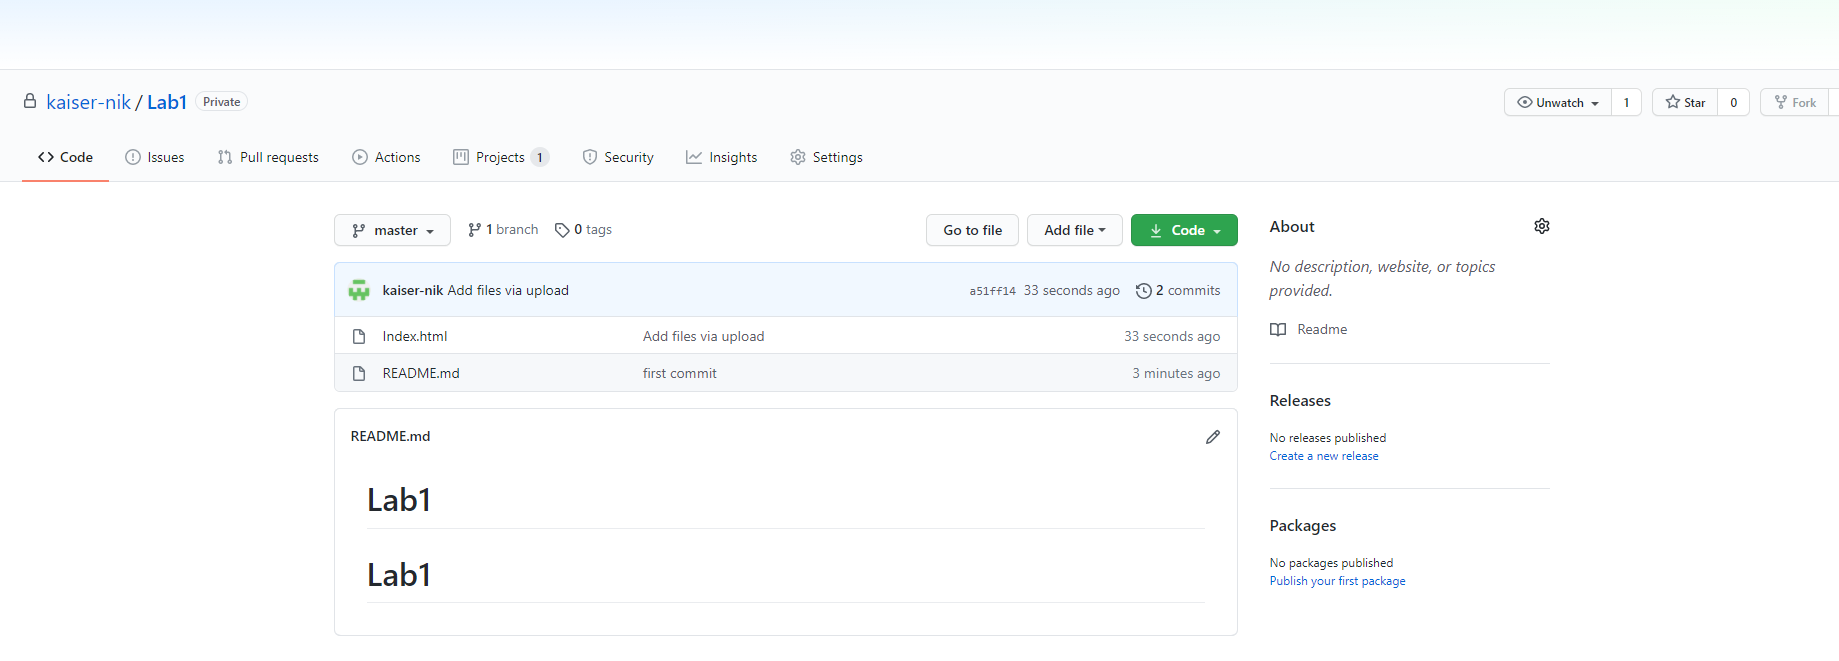 kaiser-nik / Lab1 Private
Unwatch 1 Star 0 Fork
Code Issues Pull requests Actions Projects 1 Security Insights Settings
master 1 branch 0 tags Go to file Add file Code
kaiser-nik Add files via upload a51ff14 33 seconds ago 2 commits
Index.html Add files via upload 33 seconds ago
README.md first commit 3 minutes ago
README.md
Lab1
Lab1
About
No description, website, or topics
provided.
Readme
Releases
No releases published
Create a new release
Packages
No packages published
Publish your first package